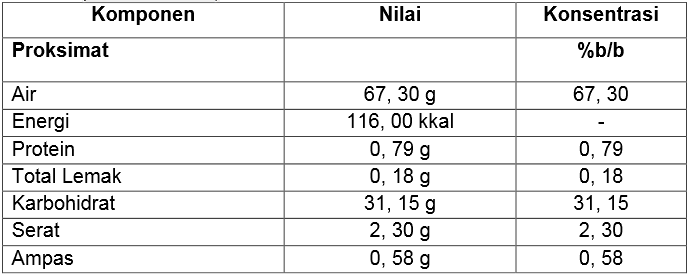 Komponen Nilai Konsentrasi
Proksimat %b/b
Air 67, 30 g 67, 30
Energi 116, 00 kkal -
Protein 0, 79 g 0, 79
Total Lemak 0, 18 g 0, 18
Karbohidrat 31, 15 g 31, 15
Serat 2, 30 g 2, 30
Ampas 0, 58 g 0, 58